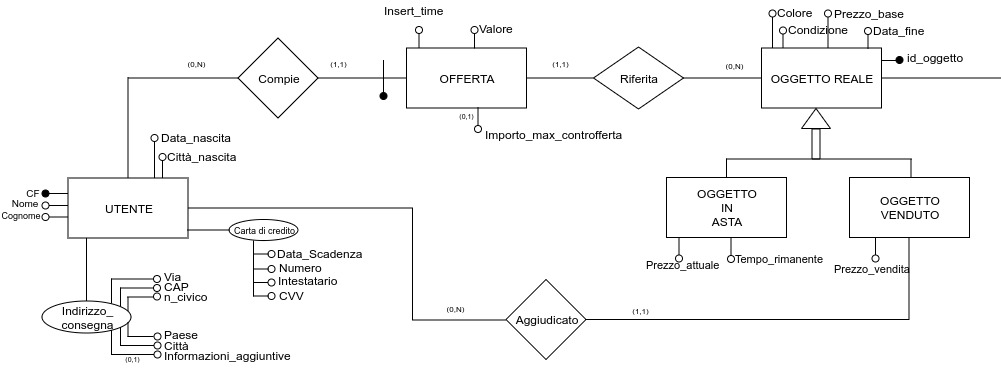 Insert_time
Valore
Colore
Prezzo_base
Condizione
Data_fine
id_oggetto
(0,N)
Compie
(1,1)
OFFERTA
(1,1)
Riferita
(0,N)
OGGETTO REALE
(0,1)
Importo_max_controfferta
Data_nascita
Città_nascita
CF
Nome
Cognome
UTENTE
OGGETTO
IN
ASTA
OGGETTO
VENDUTO
Carta di credito
Data_Scadenza
Numero
Intestatario
CVV
Prezzo_attuale
Tempo_rimanente
Prezzo_vendita
Via
CAP
n_civico
Indirizzo_
consegna
Paese
Città
Informazioni_aggiuntive
(0,1)
(0,N)
Aggiudicato
(1,1)